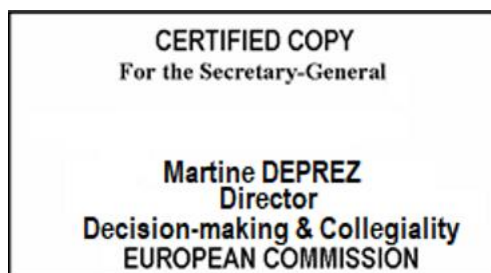 CERTIFIED COPY
For the Secretary-General
Martine DEPREZ
Director
Decision-making & Collegiality
EUROPEAN COMMISSION